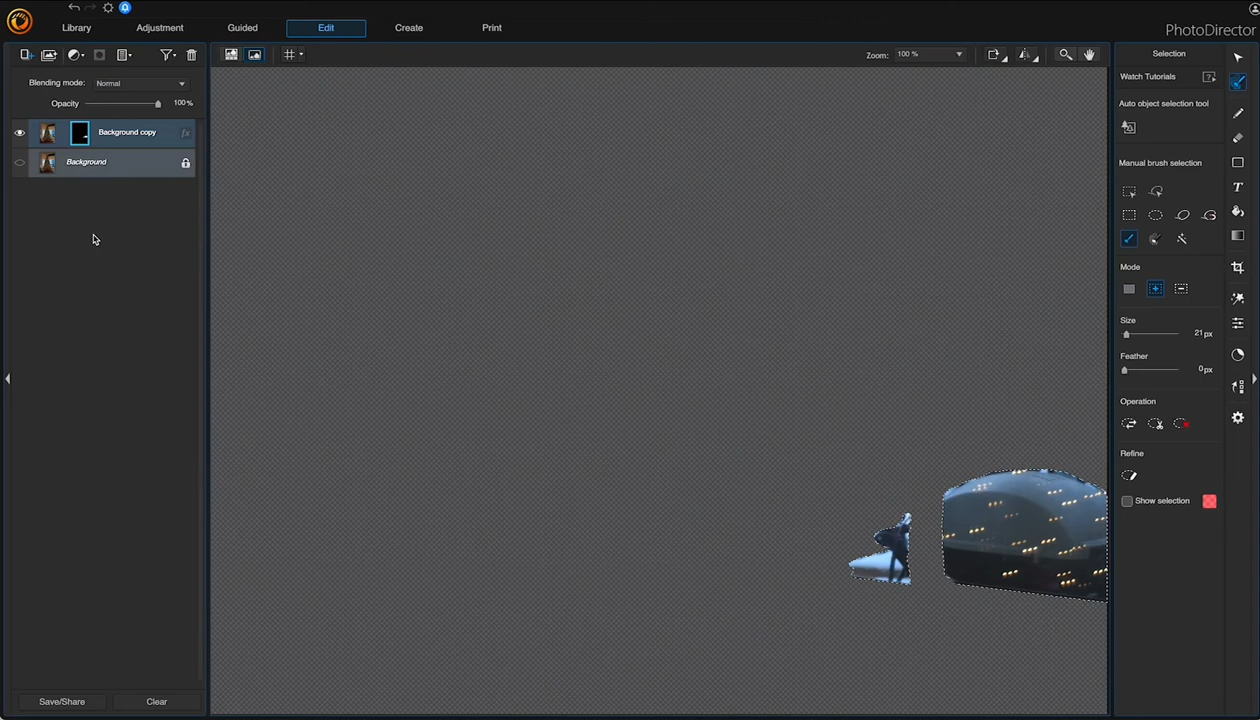 Library Adjustment Guided Edit Create Print
PhotoDirector
Zoom: 100 %
Selection
Blending mode: Normal
Watch Tutorials
Opacity 100%
Auto object selection tool
Background copy fx
Background
Manual brush selection
Mode
Size
21 px
Feather
0 px
Operation
Refine
Show selection
Save/Share Clear